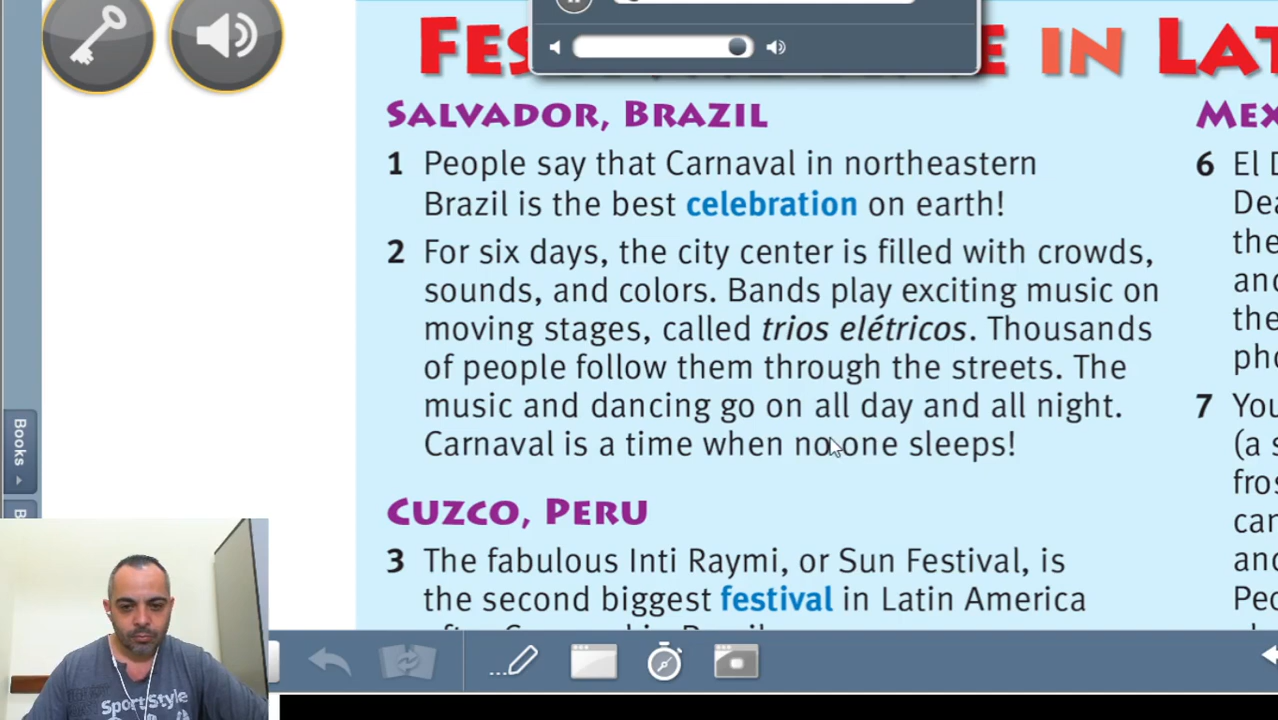 FES E IN LAT
SALVADOR, BRAZIL
1 People say that Carnaval in northeastern
Brazil is the best celebration on earth!
2 For six days, the city center is filled with crowds,
sounds, and colors. Bands play exciting music on
moving stages, called trios elétricos. Thousands
of people follow them through the streets. The
music and dancing go on all day and all night.
Carnaval is a time when no one sleeps!
CUZCO, PERU
3 The fabulous Inti Raymi, or Sun Festival, is
the second biggest festival in Latin America
MEX
6 El D
Dea
the
and
the
pho
7 You
(a s
fros
can
and
Peo
Books
SportStyle